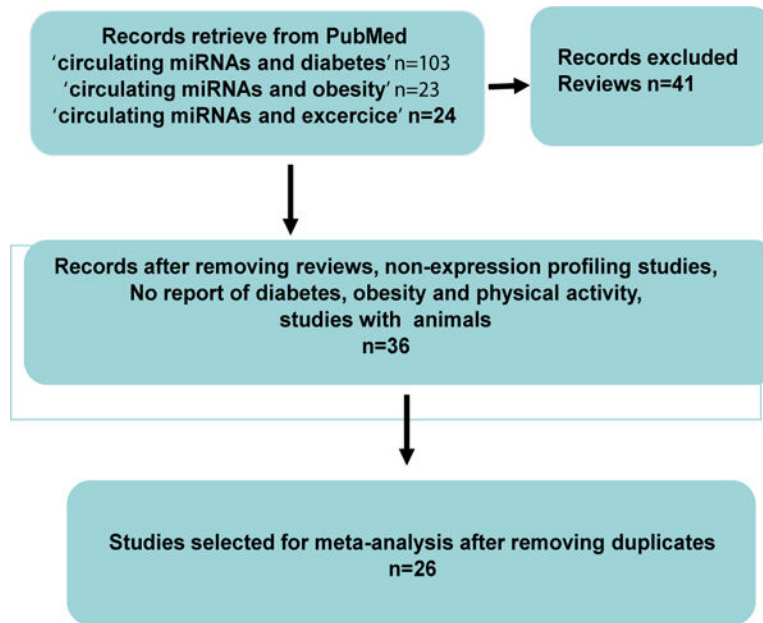 Records retrieve from PubMed
‘circulating miRNAs and diabetes’ n=103
‘circulating miRNAs and obesity’ n=23
‘circulating miRNAs and excercice’ n=24
Records excluded
Reviews n=41
Records after removing reviews, non-expression profiling studies,
No report of diabetes, obesity and physical activity,
studies with animals
n=36
Studies selected for meta-analysis after removing duplicates
n=26